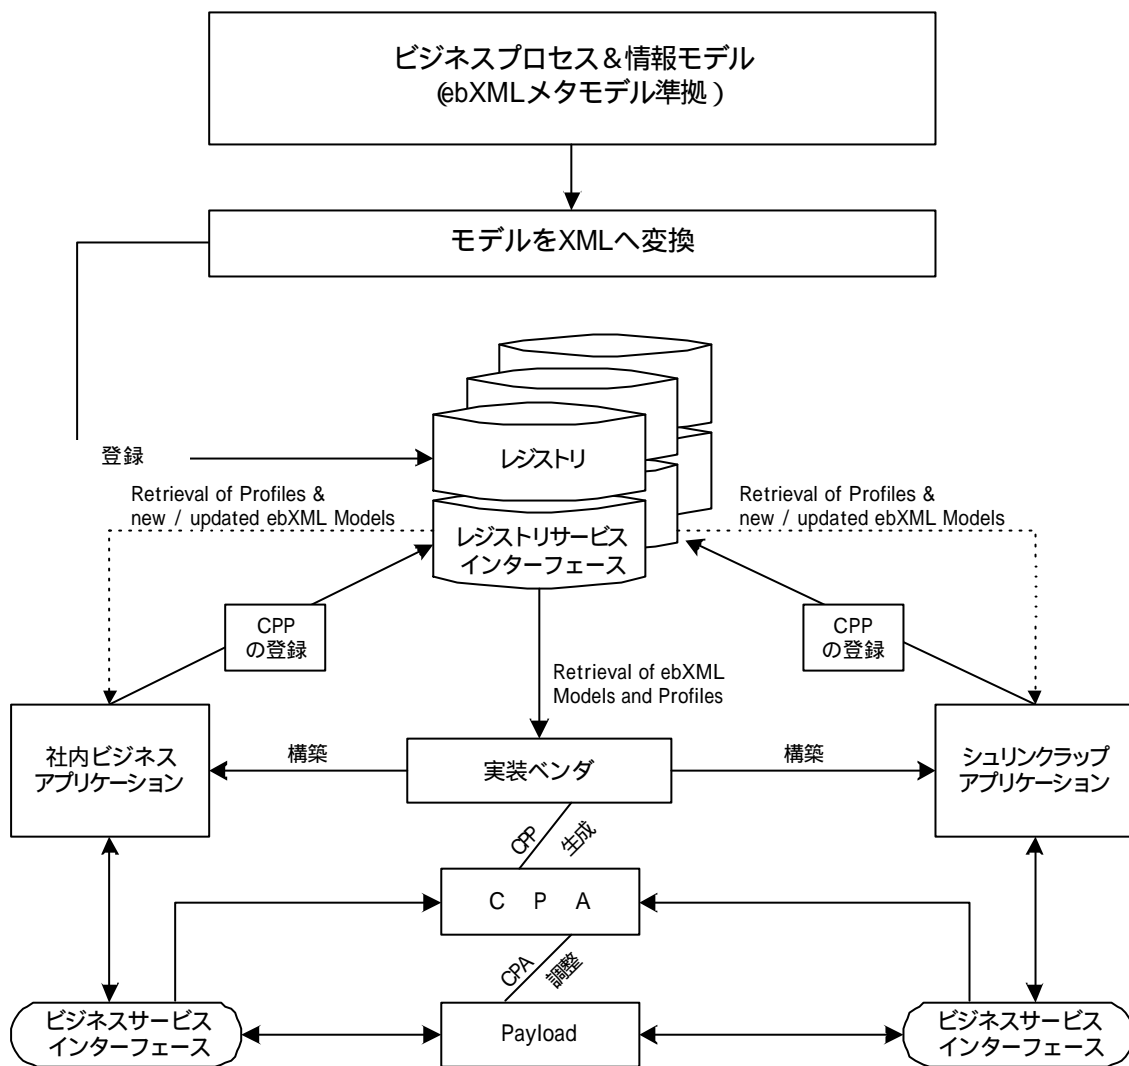 ビジネスプロセス＆情報モデル
(ebXMLメタモデル準拠）
モデルをXMLへ変換
登録
レジストリ
Retrieval of Profiles &
new / updated ebXML Models
Retrieval of Profiles &
new / updated ebXML Models
レジストリサービス
インターフェース
CPP
の登録
CPP
の登録
Retrieval of ebXML
Models and Profiles
社内ビジネス
アプリケーション
構築
実装ベンダ
構築
シュリンクラップ
アプリケーション
CPP 生成
C P A
CPA 調整
ビジネスサービス
インターフェース
Payload
ビジネスサービス
インターフェース